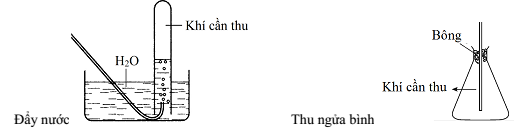 Khí cần thu
H₂O
Đẩy nước
Bông
Khí cần thu
Thu ngửa bình